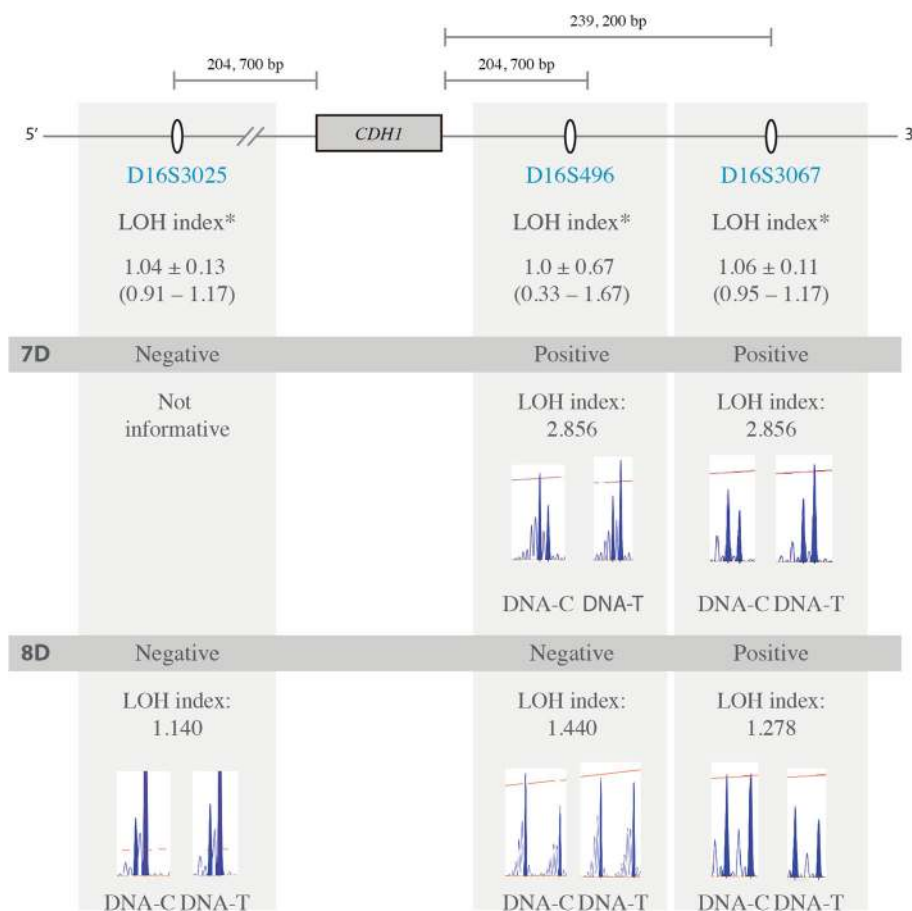 239, 200 bp
204, 700 bp 204, 700 bp
5' CDH1 3
D16S3025 D16S496 D16S3067
LOH index* LOH index* LOH index*
1.04 ± 0.13 1.0 ± 0.67 1.06 ± 0.11
(0.91 – 1.17) (0.33 – 1.67) (0.95 – 1.17)
7D Negative Positive Positive
Not LOH index: LOH index:
informative 2.856 2.856
DNA-C DNA-T DNA-C DNA-T
8D Negative Negative Positive
LOH index: LOH index: LOH index:
1.140 1.440 1.278
DNA-C DNA-T DNA-C DNA-T DNA-C DNA-T